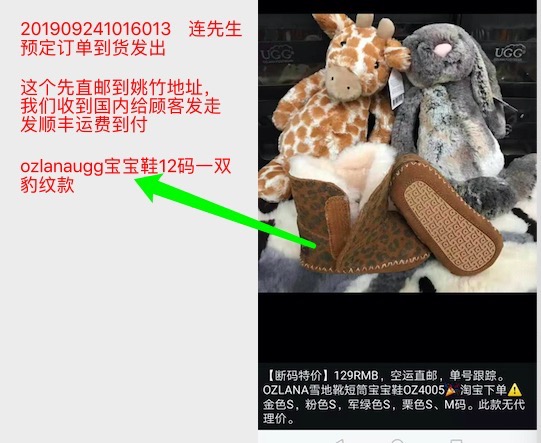 201909241016013 连先生
预定订单到货发出
这个先直邮到姚竹地址，
我们收到国内给顾客发走
发顺丰运费到付
ozlanaugg宝宝鞋12码一双
豹纹款
UGG
UGG
【断码特价】129RMB，空运直邮，单号跟踪。
OZLANA雪地靴短筒宝宝鞋OZ4005🎉淘宝下单⚠️
金色S，粉色S，军绿色S，栗色S、M码。此款无代
理价。